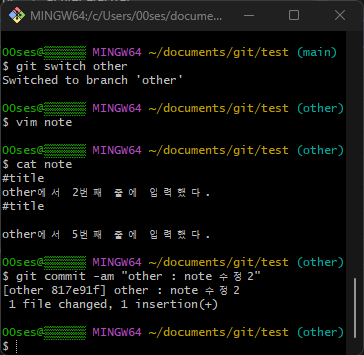 MINGW64:/c/Users/00ses/docume...
00ses@▒▒▒▒▒▒ MINGW64 ~/documents/git/test (main)
$ git switch other
Switched to branch 'other'
00ses@▒▒▒▒▒▒ MINGW64 ~/documents/git/test (other)
$ vim note
00ses@▒▒▒▒▒▒ MINGW64 ~/documents/git/test (other)
$ cat note
#title
other에서 2번째 줄에 입력했다.
#title
other에서 5번째 줄에 입력했다.
00ses@▒▒▒▒▒▒ MINGW64 ~/documents/git/test (other)
$ git commit -am "other : note 수정2"
[other 817e91f] other : note 수정2
 1 file changed, 1 insertion(+)
00ses@▒▒▒▒▒▒ MINGW64 ~/documents/git/test (other)
$